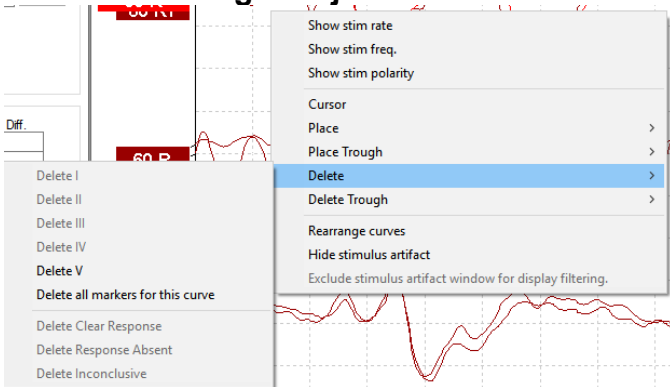 Show stim rate
Show stim freq.
Show stim polarity
Cursor
Place
Place Trough
Delete
Delete Trough
Rearrange curves
Hide stimulus artifact
Exclude stimulus artifact window for display filtering.
Diff.
60 R
Delete I
Delete II
Delete III
Delete IV
Delete V
Delete all markers for this curve
Delete Clear Response
Delete Response Absent
Delete Inconclusive